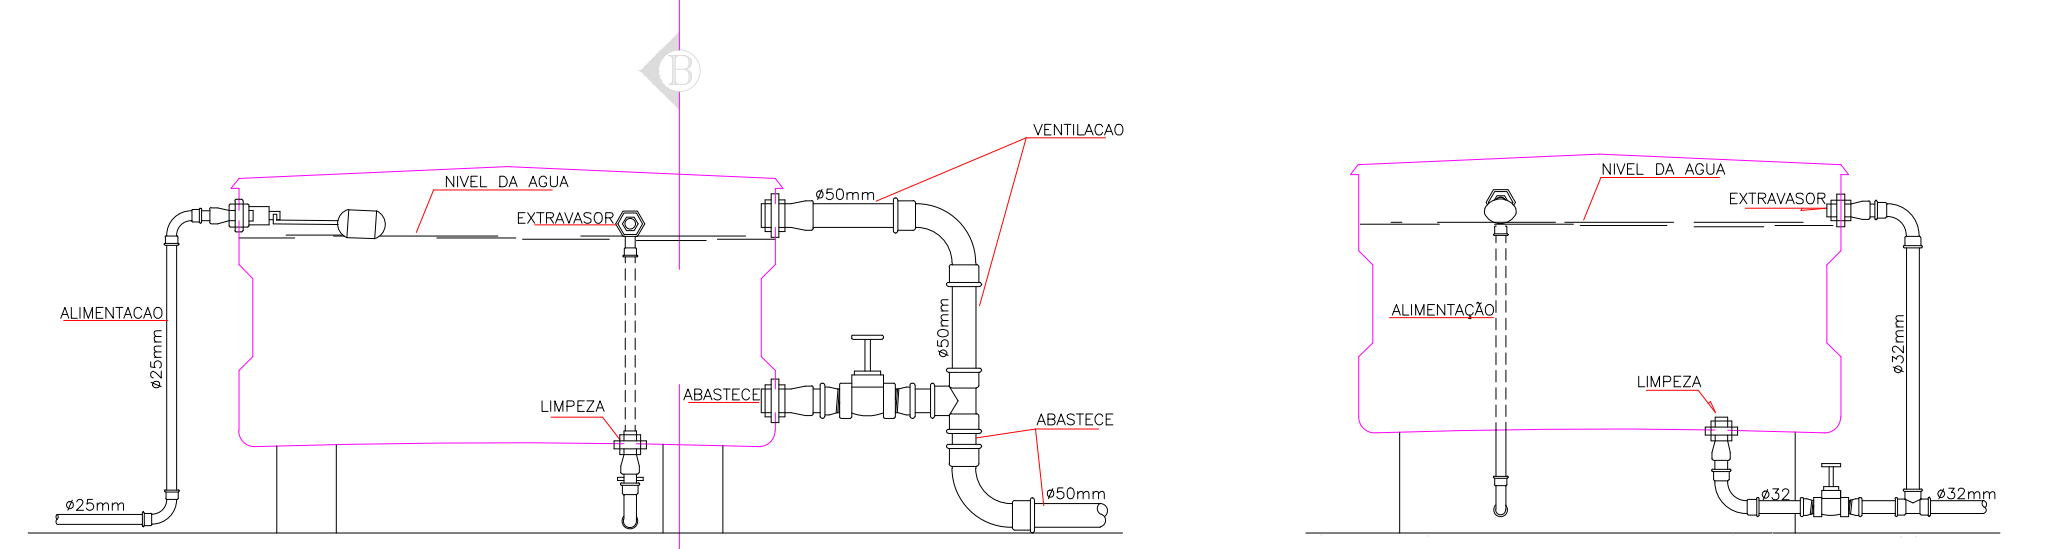 B
VENTILACAO
NIVEL DA AGUA
ø50mm
EXTRAVASOR
ALIMENTACAO
ø25mm
ø50mm
ABASTECE
LIMPEZA
ABASTECE
ø25mm
ø50mm
NIVEL DA AGUA
EXTRAVASOR
ALIMENTAÇÃO
ø32mm
LIMPEZA
ø32
ø32mm